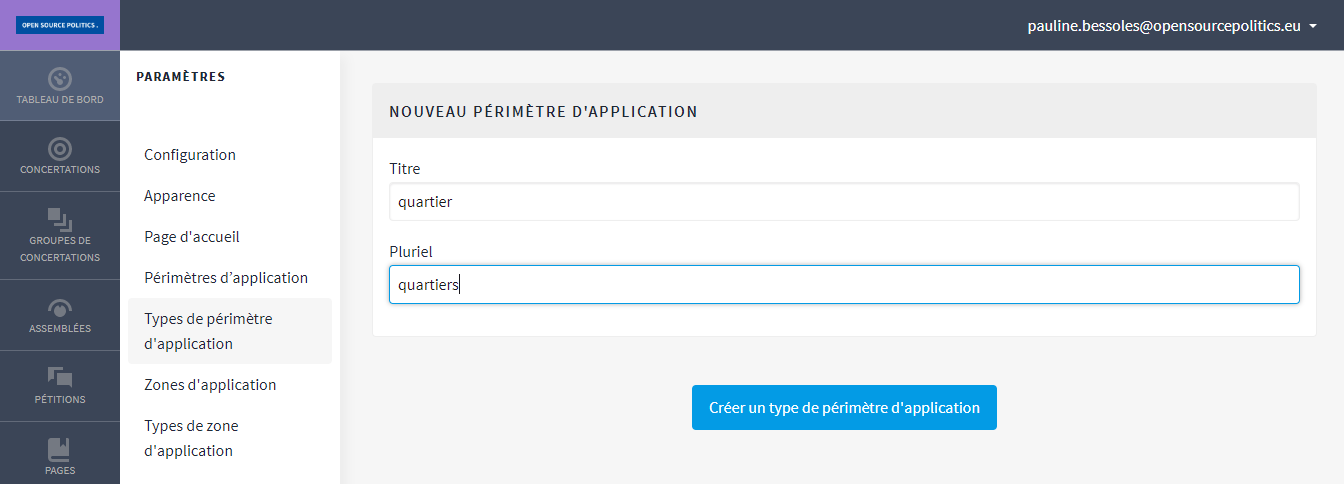 OPEN SOURCE POLITICS .
pauline.bessoles@opensourcepolitics.eu
TABLEAU DE BORD
CONCERTATIONS
GROUPES DE
CONCERTATIONS
ASSEMBLÉES
PÉTITIONS
PAGES
PARAMÈTRES
Configuration
Apparence
Page d'accueil
Périmètres d’application
Types de périmètre
d'application
Zones d'application
Types de zone
d'application
NOUVEAU PÉRIMÈTRE D'APPLICATION
Titre
quartier
Pluriel
quartiers
Créer un type de périmètre d'application